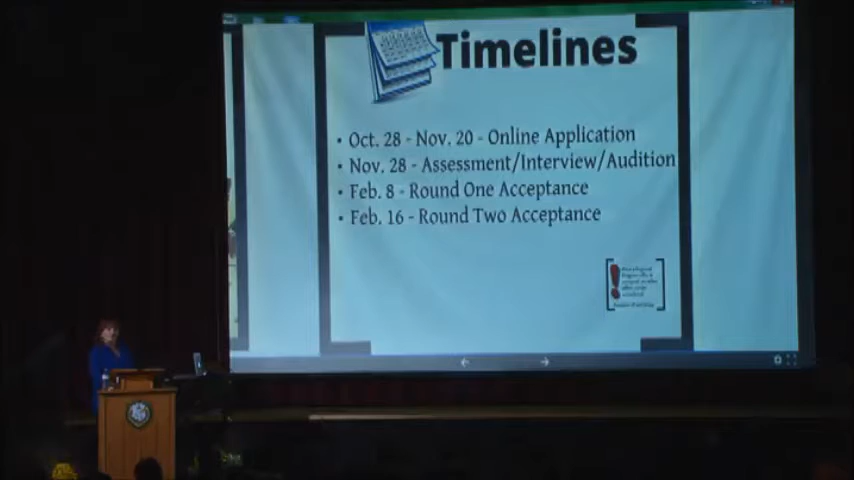 Timelines
• Oct. 28 - Nov. 20 - Online Application
• Nov. 28 - Assessment/Interview/Audition
• Feb. 8 - Round One Acceptance
• Feb. 16 - Round Two Acceptance